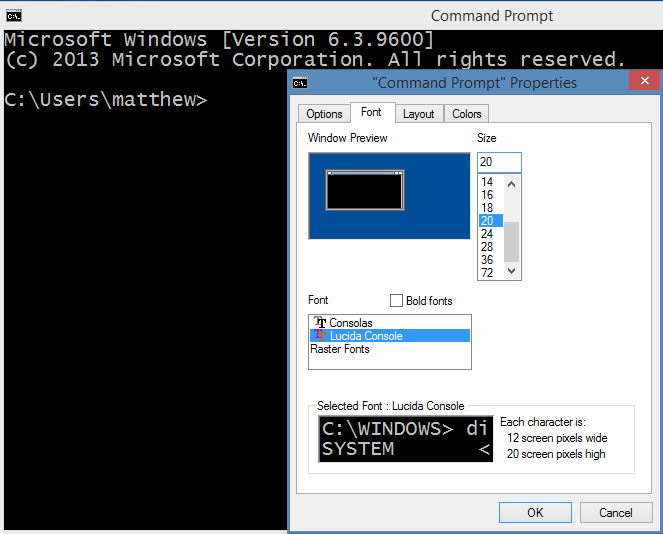 Command Prompt
Microsoft Windows [Version 6.3.9600]
(c) 2013 Microsoft Corporation. All rights reserved.
C:\Users\matthew>
"Command Prompt" Properties
Options Font Layout Colors
Window Preview
Size
20
14
16
18
20
24
28
36
72
Font
Bold fonts
Consolas
Lucida Console
Raster Fonts
Selected Font : Lucida Console
C:\WINDOWS> di
SYSTEM <
Each character is:
12 screen pixels wide
20 screen pixels high
OK Cancel